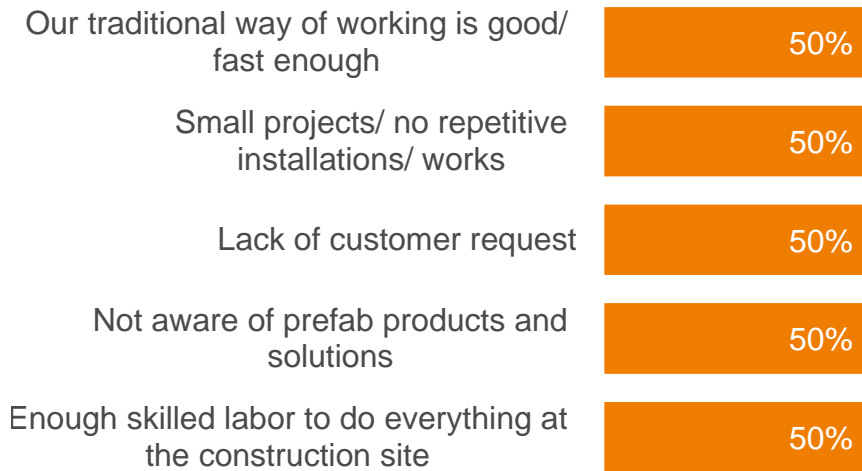 Our traditional way of working is good/
fast enough
50%
Small projects/ no repetitive
installations/ works
50%
Lack of customer request
50%
Not aware of prefab products and
solutions
50%
Enough skilled labor to do everything at
the construction site
50%